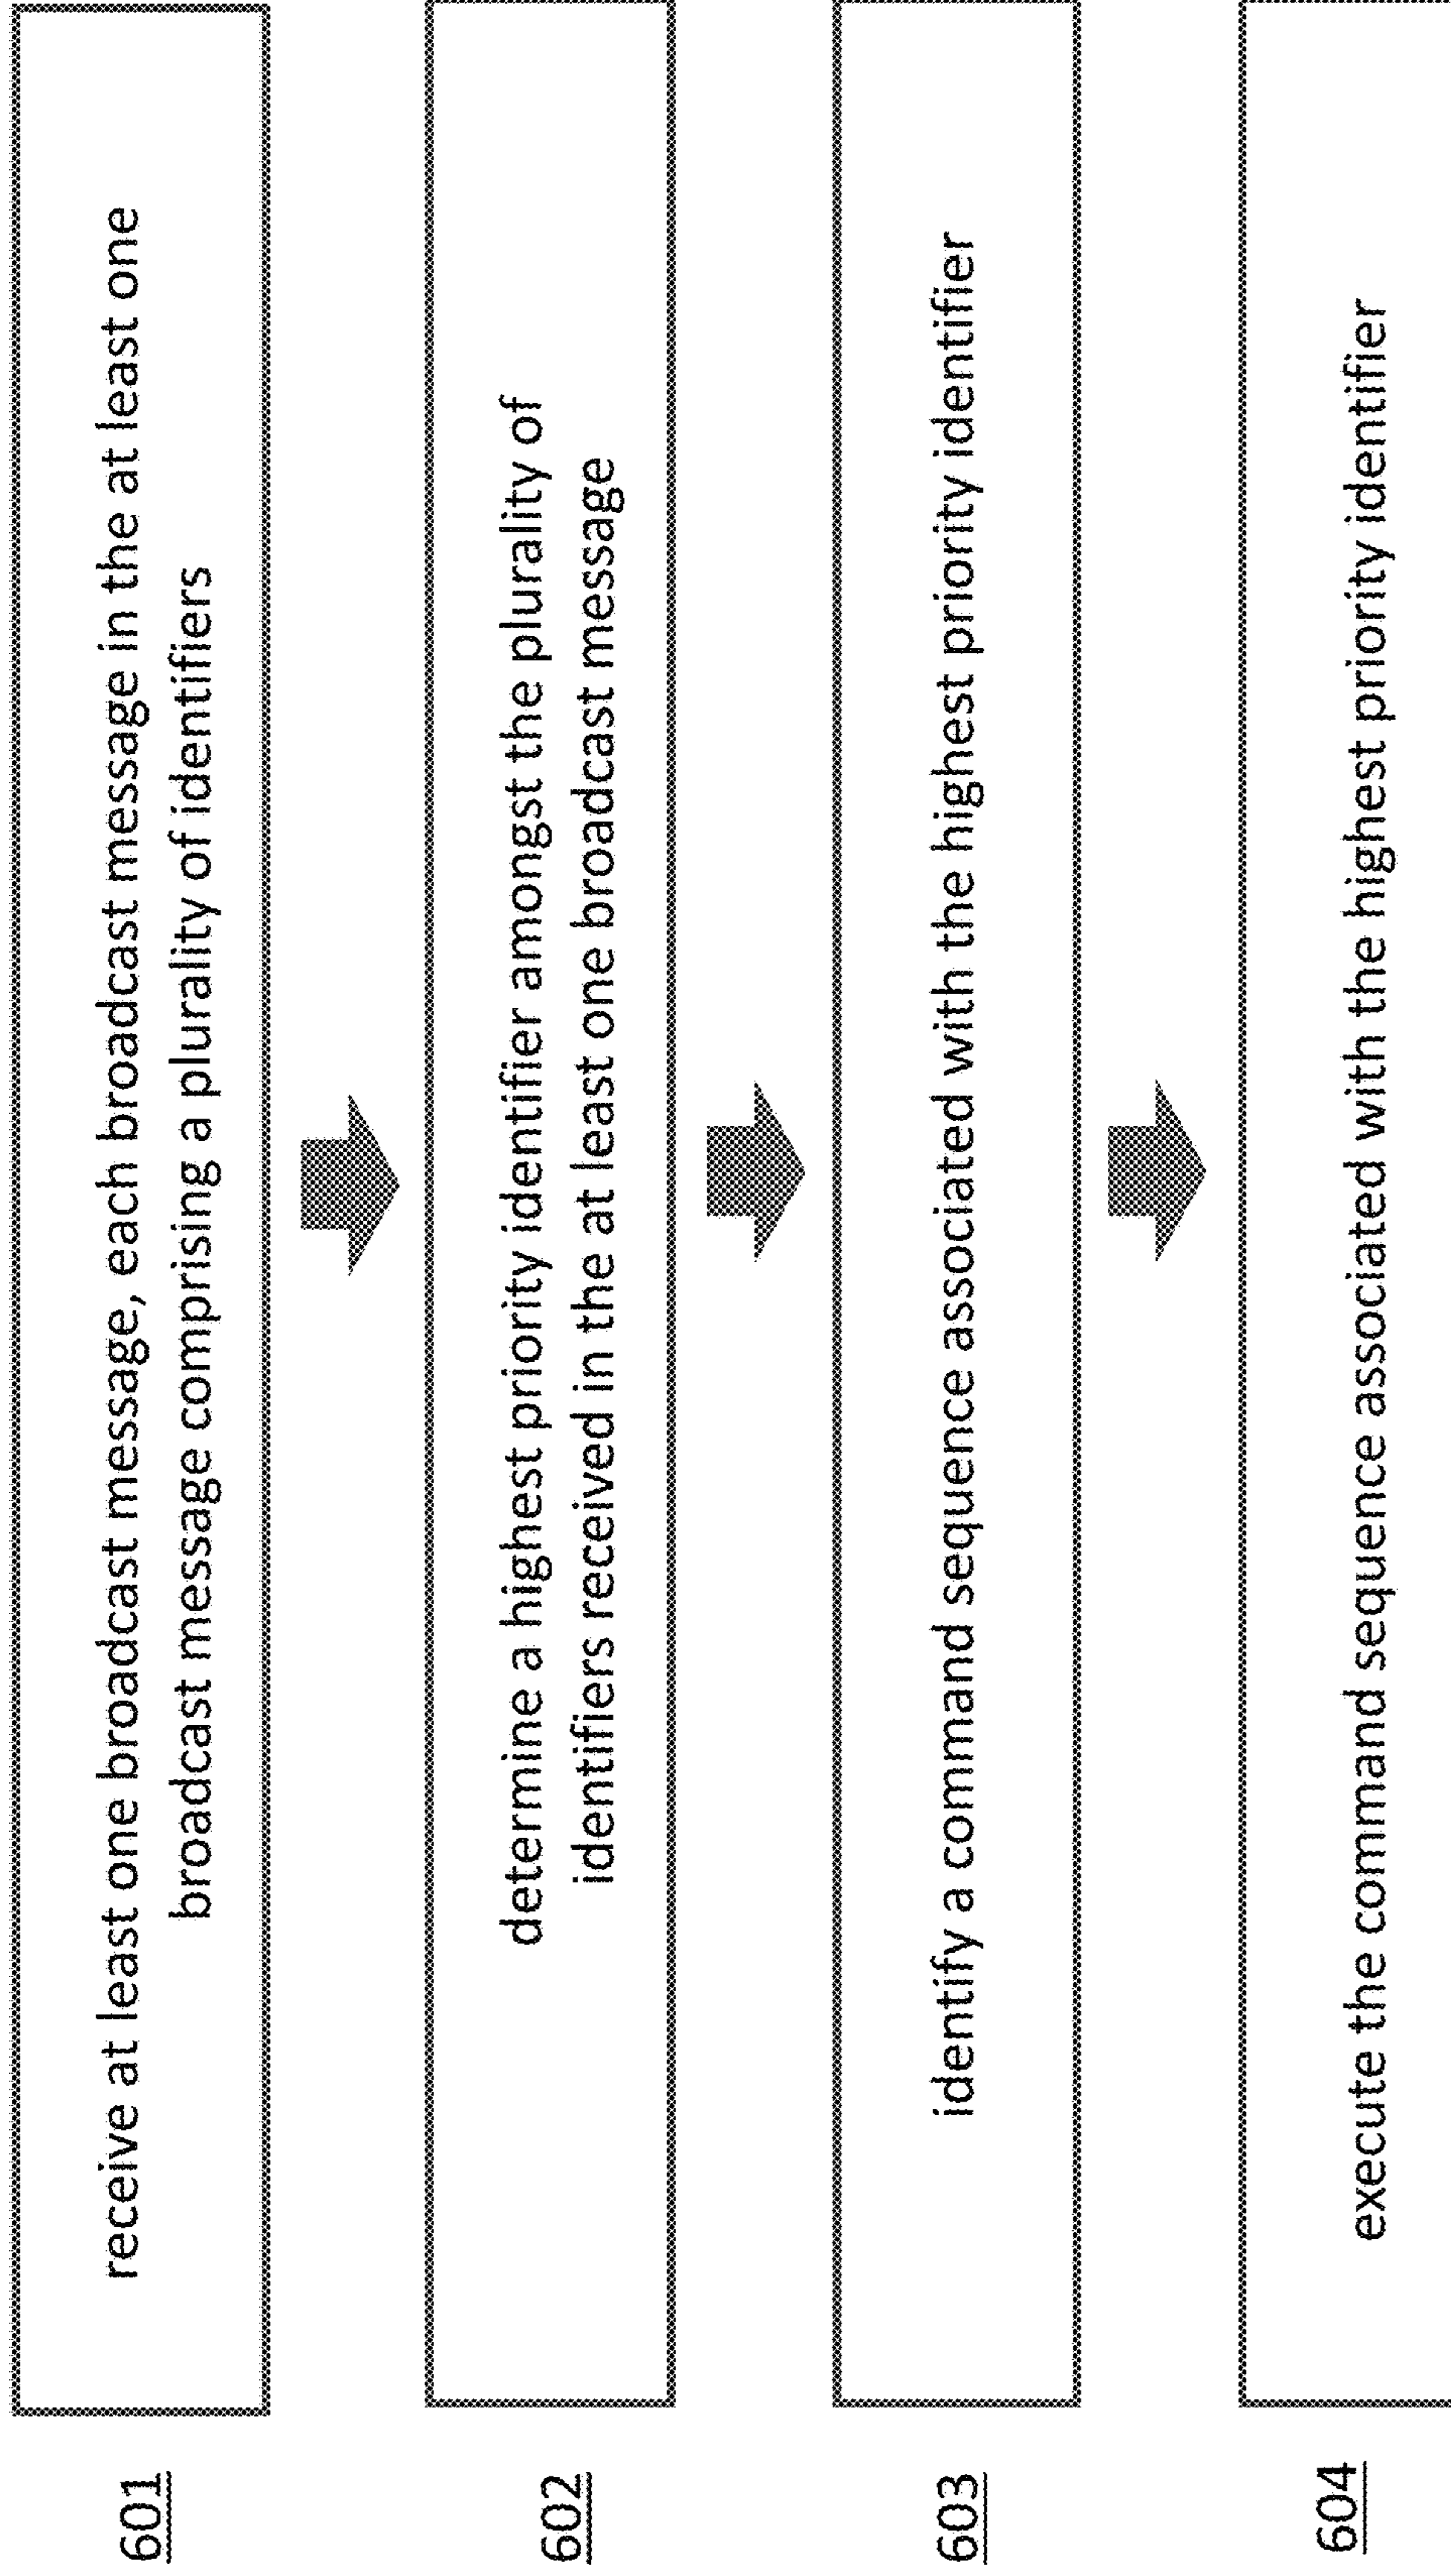 601
receive at least one broadcast message, each broadcast message in the at least one
broadcast message comprising a plurality of identifiers
602
determine a highest priority identifier amongst the plurality of
identifiers received in the at least one broadcast message
603
identify a command sequence associated with the highest priority identifier
604
execute the command sequence associated with the highest priority identifier